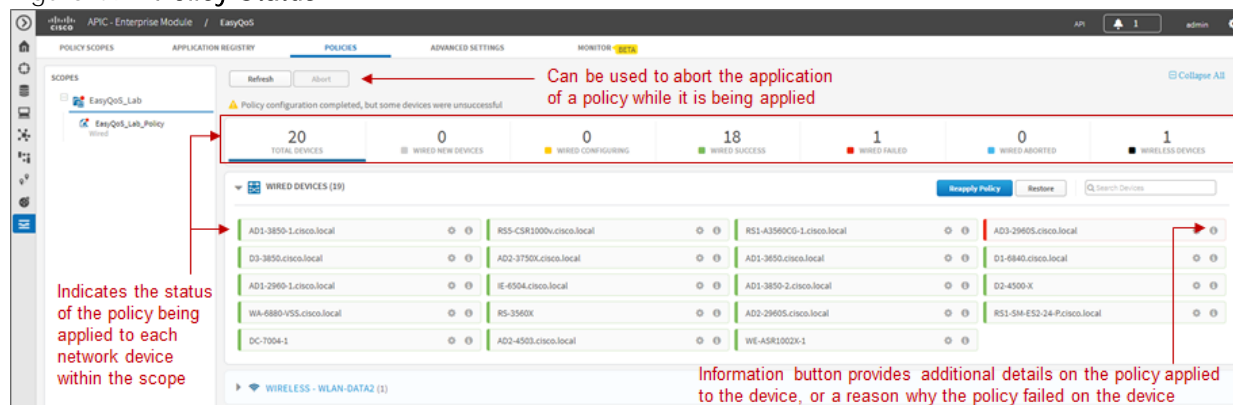 Policy Status
CISCO APIC - Enterprise Module / EasyQoS
API 1 admin
POLICY SCOPES APPLICATION REGISTRY POLICIES ADVANCED SETTINGS MONITOR BETA
SCOPES
EasyQoS_Lab
EasyQoS_Lab_Policy
Wired
Refresh Abort
Can be used to abort the application
of a policy while it is being applied
Collapse All
Policy configuration completed, but some devices were unsuccessful
20 0 0 18 1 0 1
TOTAL DEVICES WIRED NEW DEVICES WIRED CONFIGURING WIRED SUCCESS WIRED FAILED WIRED ABORTED WIRELESS DEVICES
WIRED DEVICES (19) Reapply Policy Restore Search Devices
AD1-3850-1.cisco.local RS5-CSR1000v.cisco.local RS1-A3560CG-1.cisco.local AD3-2960S.cisco.local
D3-3850.cisco.local AD2-3750X.cisco.local AD1-3650.cisco.local D1-6840.cisco.local
AD1-2960-1.cisco.local IE-6504.cisco.local AD1-3850-2.cisco.local D2-4500-X
WA-6880-VSS.cisco.local RS-3560X AD2-2960S.cisco.local RS1-SM-ES2-24-P.cisco.local
DC-7004-1 AD2-4503.cisco.local WE-ASR1002X-1
Indicates the status
of the policy being
applied to each
network device
within the scope
WIRELESS - WLAN-DATA2 (1)
Information button provides additional details on the policy applied
to the device, or a reason why the policy failed on the device